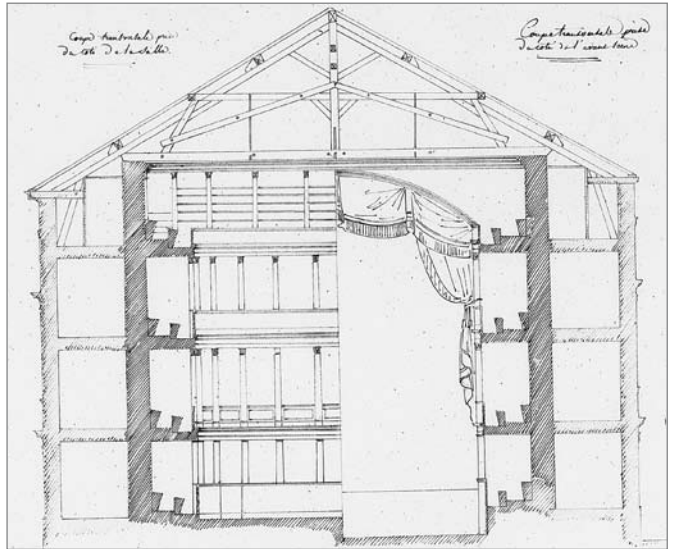 Coupe transversale prise
du côté de la salle.
Coupe transversale prise
du côté de l'avant scène